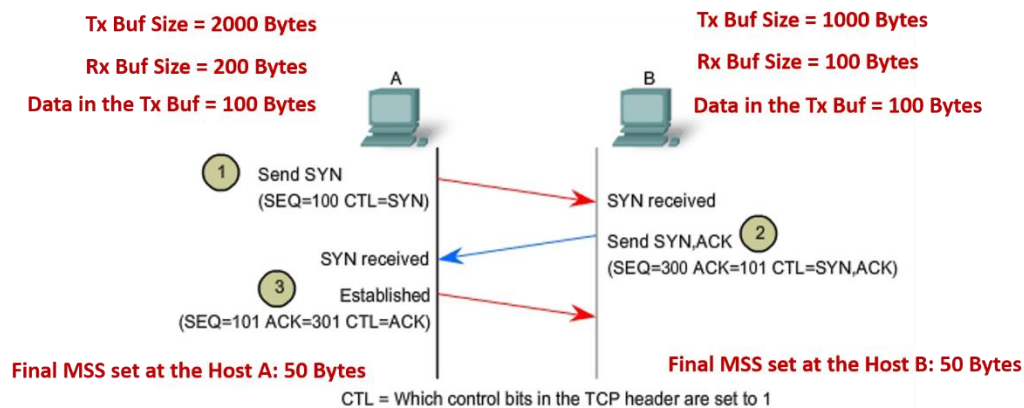 Tx Buf Size = 2000 Bytes
Rx Buf Size = 200 Bytes
Data in the Tx Buf = 100 Bytes
Tx Buf Size = 1000 Bytes
Rx Buf Size = 100 Bytes
Data in the Tx Buf = 100 Bytes
A
B
1
Send SYN
(SEQ=100 CTL=SYN)
SYN received
Send SYN,ACK
2
(SEQ=300 ACK=101 CTL=SYN,ACK)
SYN received
3
Established
(SEQ=101 ACK=301 CTL=ACK)
Final MSS set at the Host A: 50 Bytes
Final MSS set at the Host B: 50 Bytes
CTL = Which control bits in the TCP header are set to 1